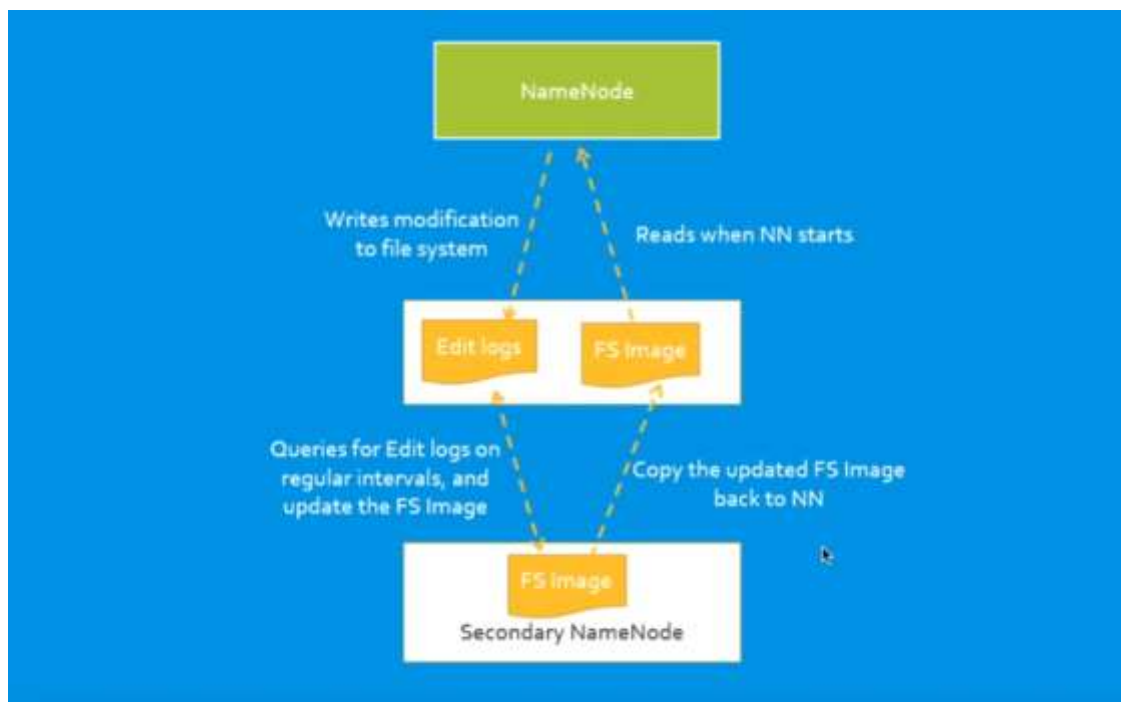 NameNode
Writes modification
to file system
Reads when NN starts
Edit logs
FS Image
Queries for Edit logs on
regular intervals, and
update the FS Image
Copy the updated FS Image
back to NN
FS Image
Secondary NameNode